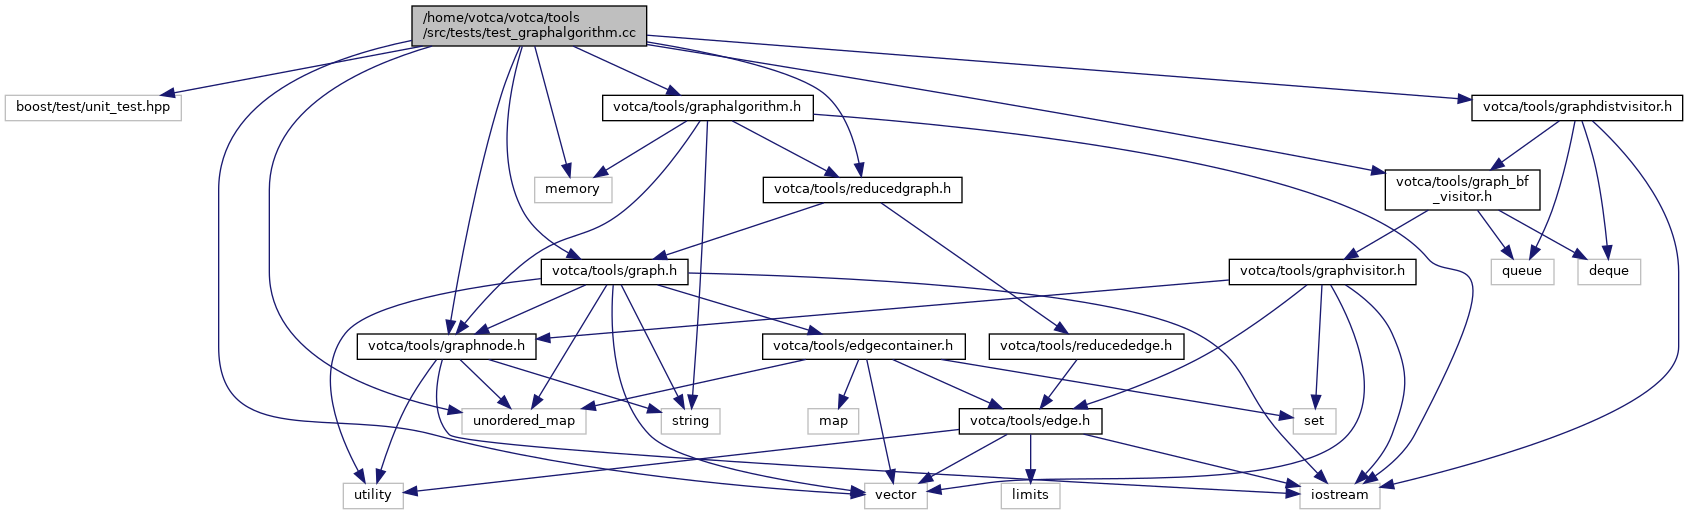 /home/votca/votca/tools
/src/tests/test_graphalgorithm.cc
boost/test/unit_test.hpp
votca/tools/graphalgorithm.h
votca/tools/graphdistvisitor.h
memory
votca/tools/reducedgraph.h
votca/tools/graph_bf
_visitor.h
votca/tools/graph.h
votca/tools/graphvisitor.h
queue
deque
votca/tools/graphnode.h
votca/tools/edgecontainer.h
votca/tools/reducededge.h
unordered_map
string
map
votca/tools/edge.h
set
utility
vector
limits
iostream